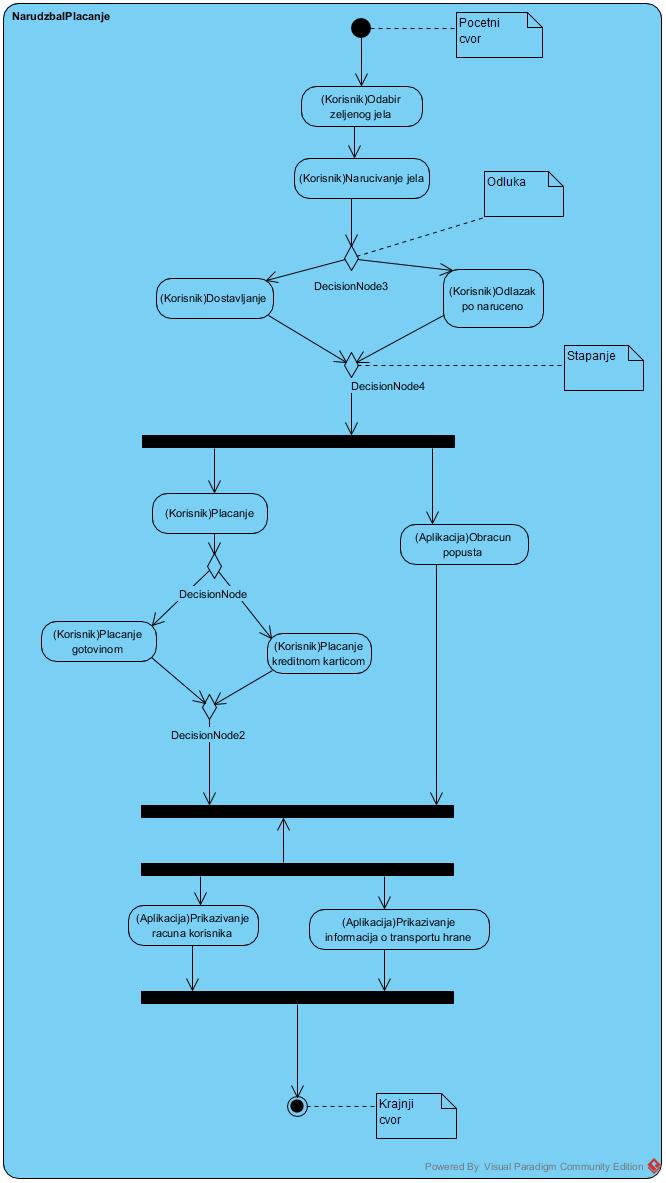 NarudzbaIPlacanje
Pocetni
cvor
(Korisnik)Odabir
zeljenog jela
(Korisnik)Narucivanje jela
Odluka
DecisionNode3
(Korisnik)Dostavljanje
(Korisnik)Odlazak
po naruceno
Stapanje
DecisionNode4
(Korisnik)Placanje
(Aplikacija)Obracun
popusta
DecisionNode
(Korisnik)Placanje
gotovinom
(Korisnik)Placanje
kreditnom karticom
DecisionNode2
(Aplikacija)Prikazivanje
racuna korisnika
(Aplikacija)Prikazivanje
informacija o transportu hrane
Krajnji
cvor
Powered By Visual Paradigm Community Edition